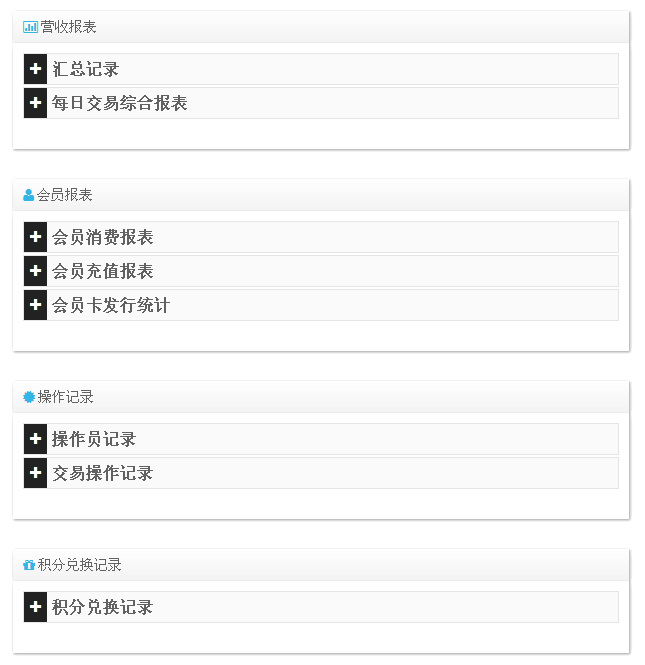 营收报表
汇总记录
每日交易综合报表
会员报表
会员消费报表
会员充值报表
会员卡发行统计
操作记录
操作员记录
交易操作记录
积分兑换记录
积分兑换记录